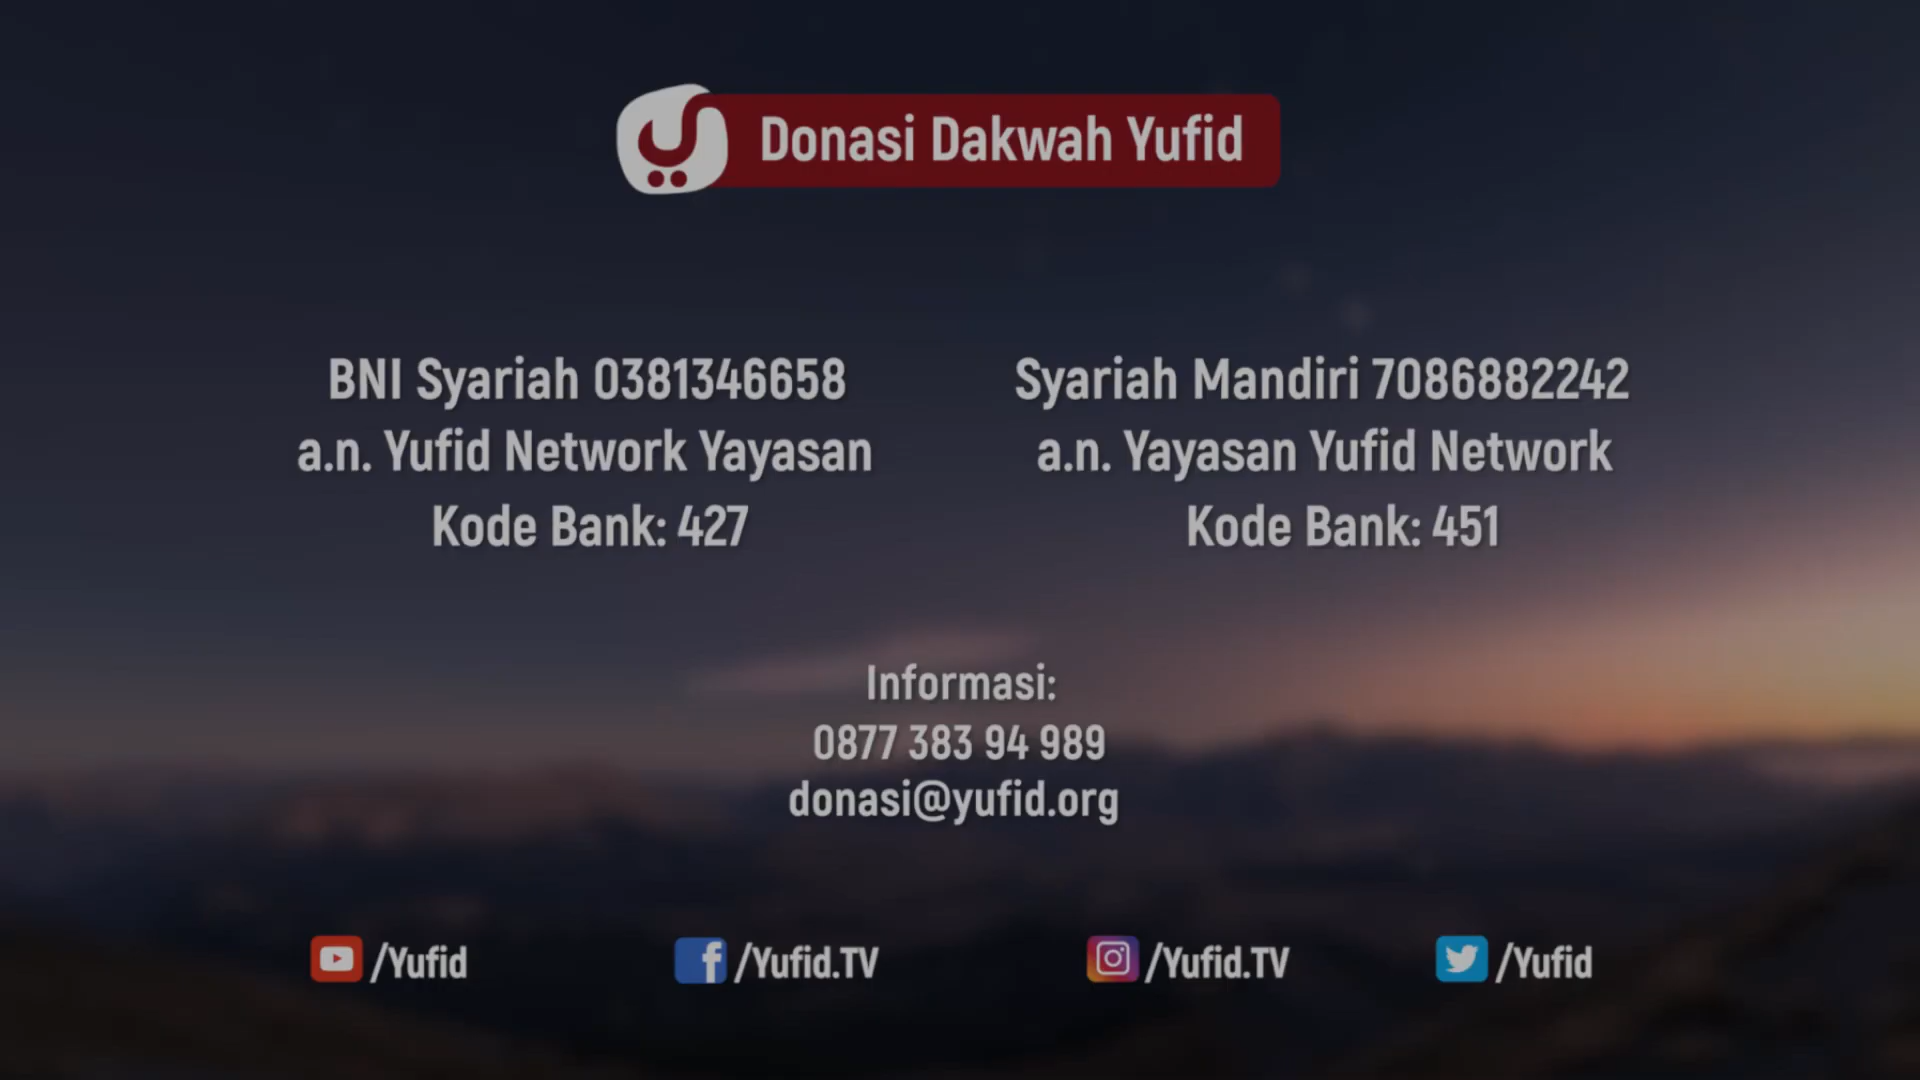 Donasi Dakwah Yufid
BNI Syariah 0381346658
a.n. Yufid Network Yayasan
Kode Bank: 427
Syariah Mandiri 7086882242
a.n. Yayasan Yufid Network
Kode Bank: 451
Informasi:
0877 383 94 989
donasi@yufid.org
/Yufid
/Yufid.TV
/Yufid.TV
/Yufid